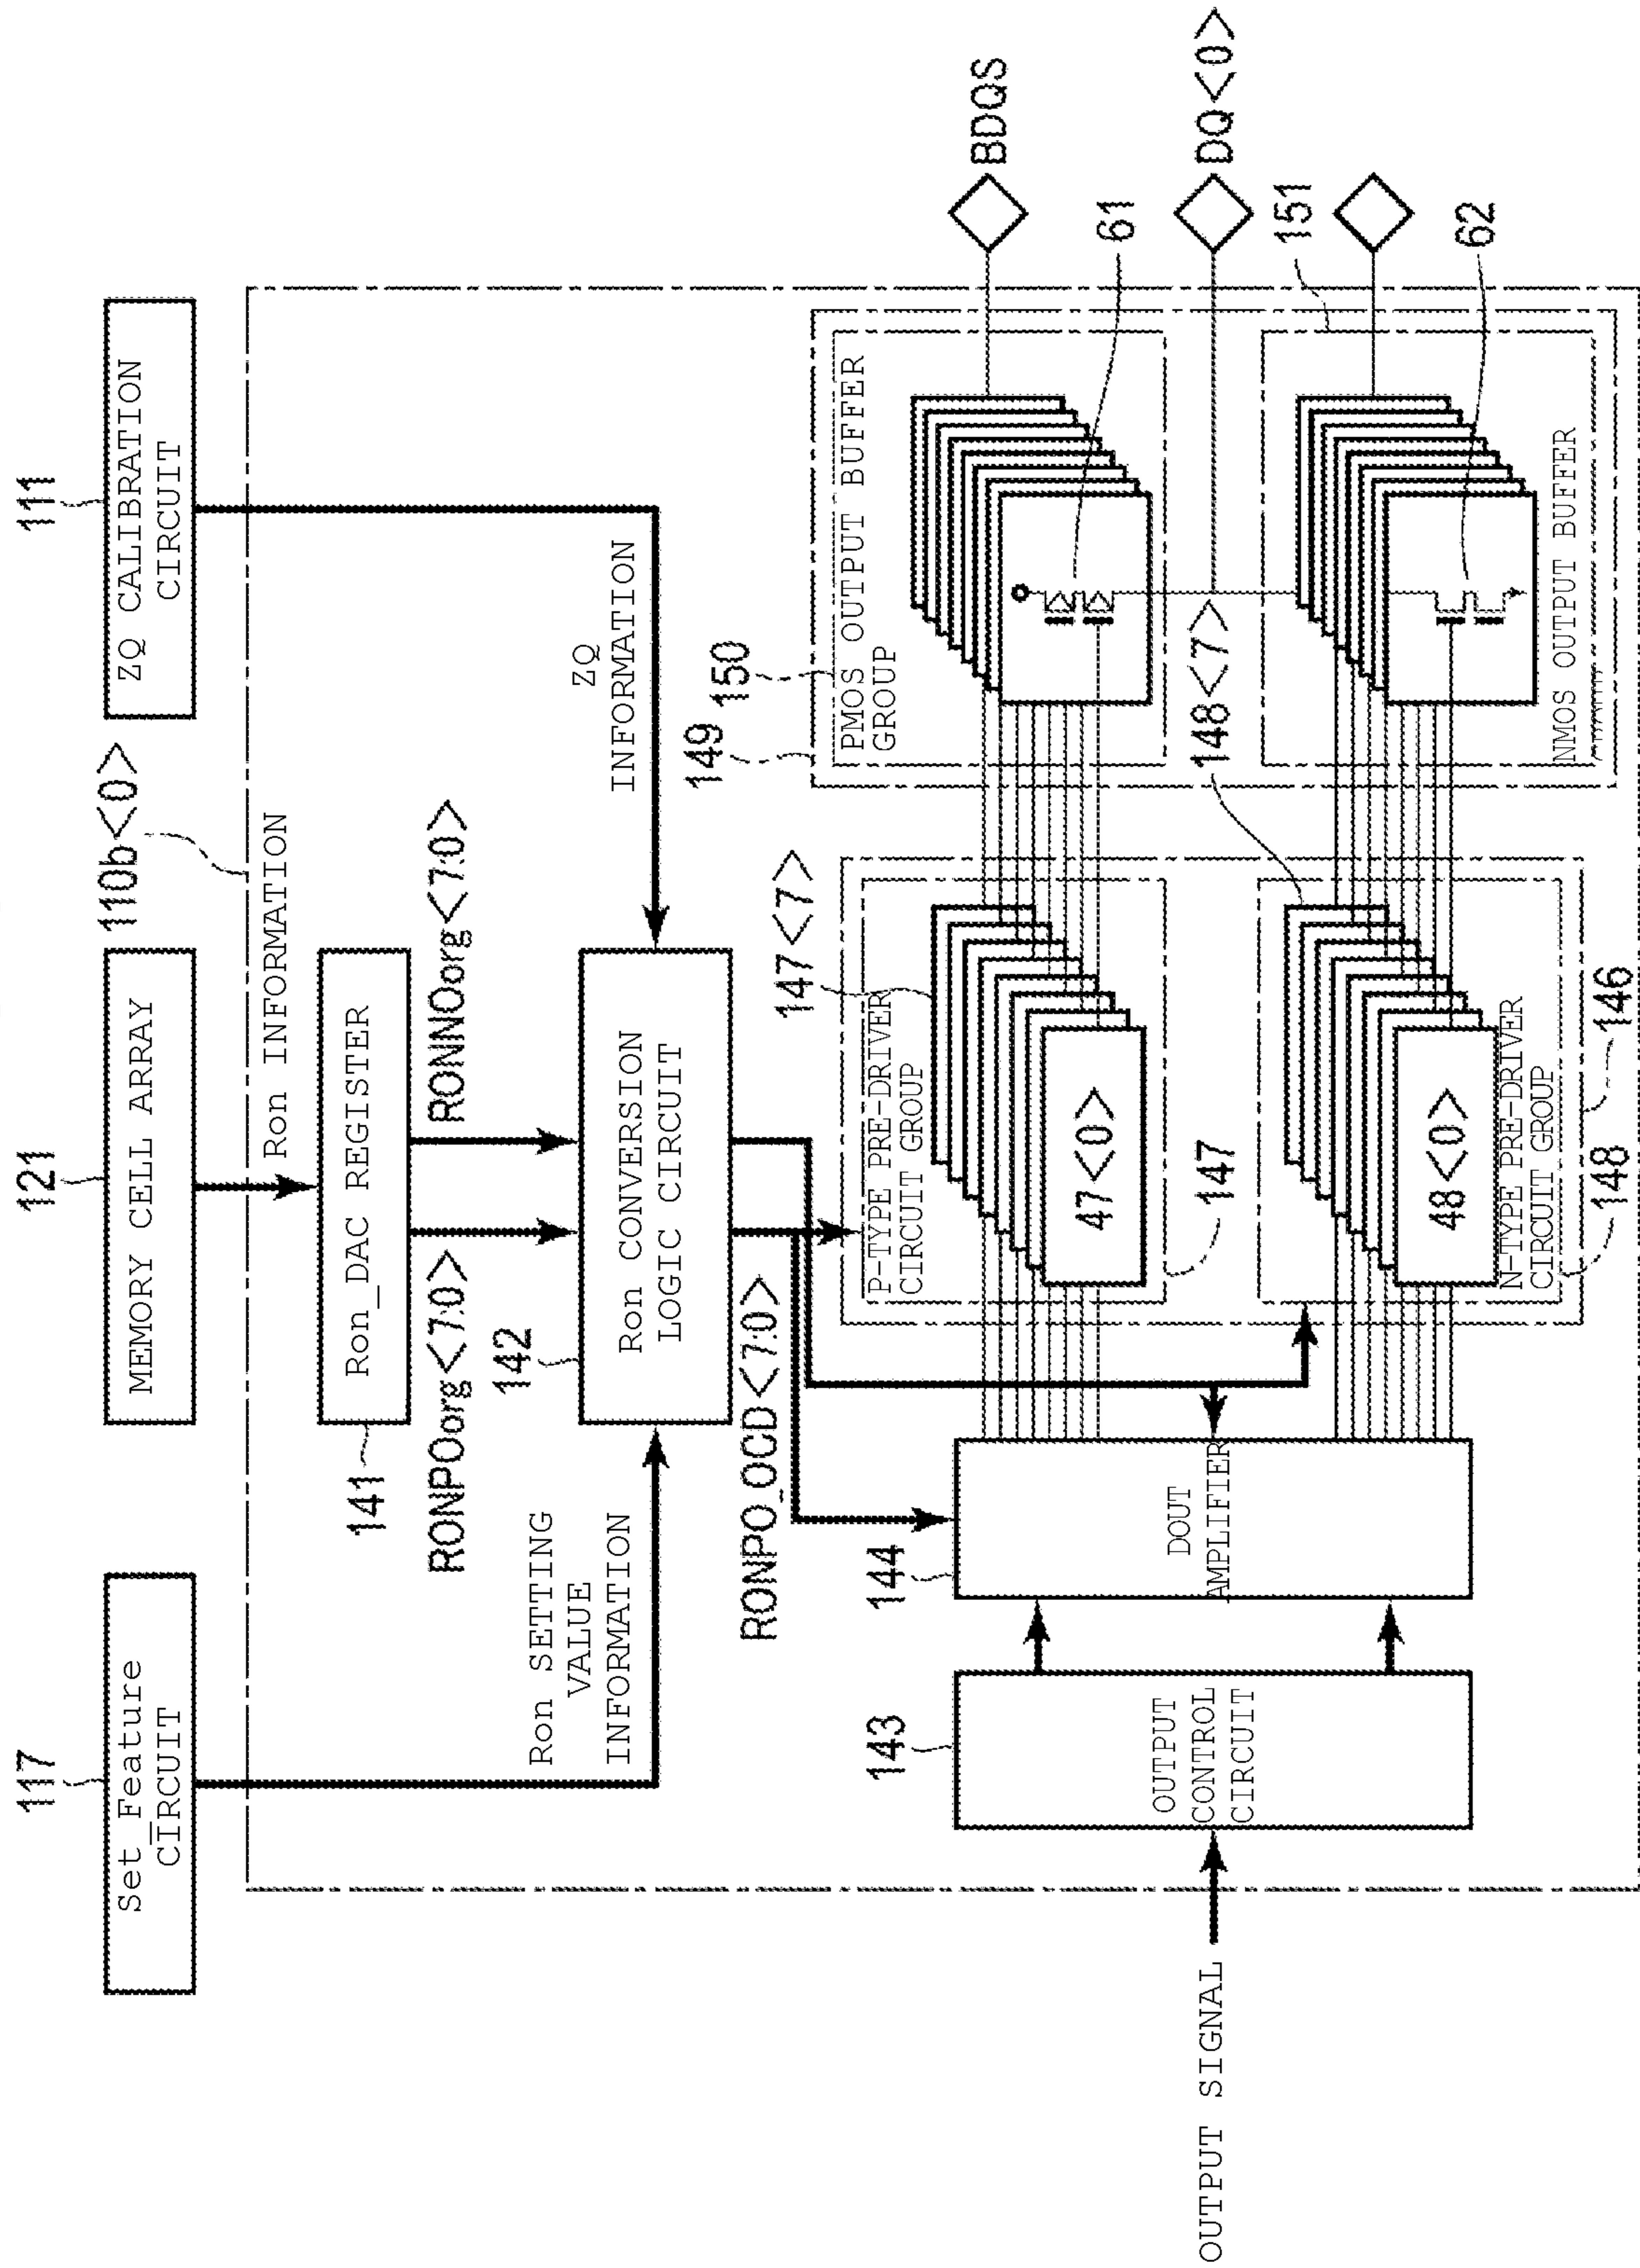 117
121
111
Set_Feature
CIRCUIT
MEMORY CELL ARRAY
ZQ CALIBRATION
CIRCUIT
110b<0>
Ron INFORMATION
141
Ron_DAC REGISTER
RONPOorg<7:0>
RONNOorg<7:0>
Ron SETTING
VALUE
INFORMATION
142
Ron CONVERSION
LOGIC CIRCUIT
ZQ
INFORMATION
RONPO_OCD<7:0>
149
150
147<7>
PMOS OUTPUT BUFFER
GROUP
P-TYPE PRE-DRIVER
CIRCUIT GROUP
BDQS
61
47<0>
147
148<7>
DQ<0>
143
144
OUTPUT SIGNAL
OUTPUT
CONTROL
CIRCUIT
DOUT
AMPLIFIER
151
62
48<0>
N-TYPE PRE-DRIVER
CIRCUIT GROUP
148
146
NMOS OUTPUT BUFFER